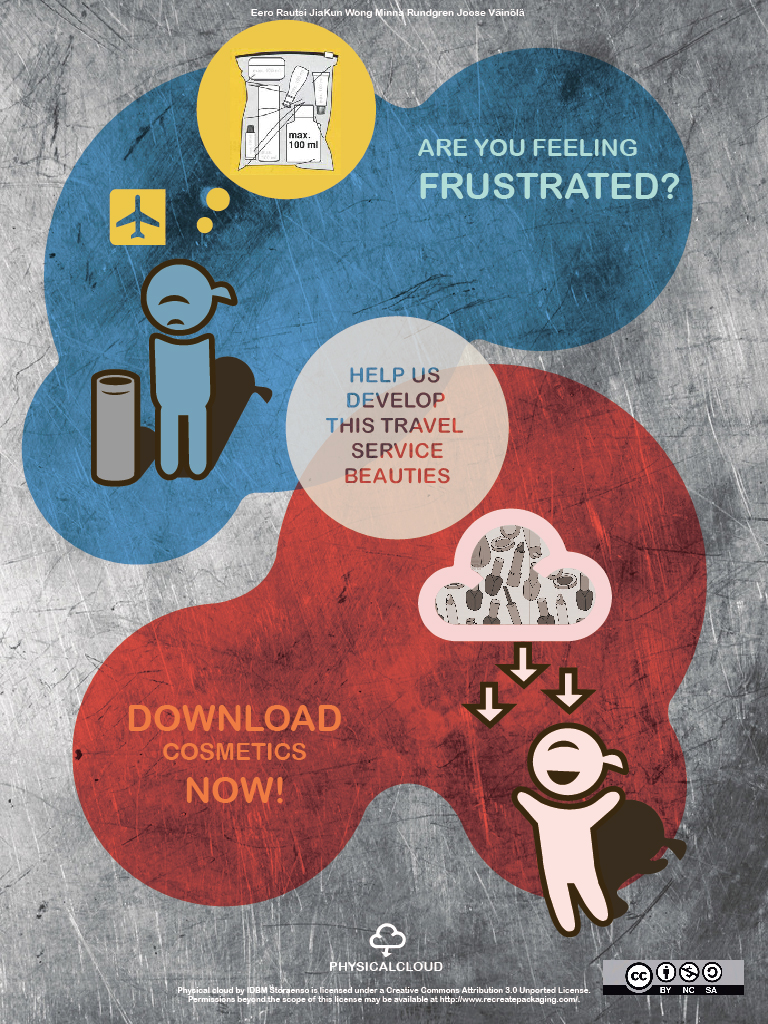 Eero Rautsi JiaKun Wong Minna Rundgren Joose Väinölä
max.
100 ml
ARE YOU FEELING
FRUSTRATED?
HELP US
DEVELOP
THIS TRAVEL
SERVICE
BEAUTIES
DOWNLOAD
COSMETICS
NOW!
PHYSICALCLOUD
Physical cloud by IDBM Storaenso is licensed under a Creative Commons Attribution 3.0 Unported License.
Permissions beyond the scope of this license may be available at http://www.recreatepackaging.com/.
cc
BY NC SA